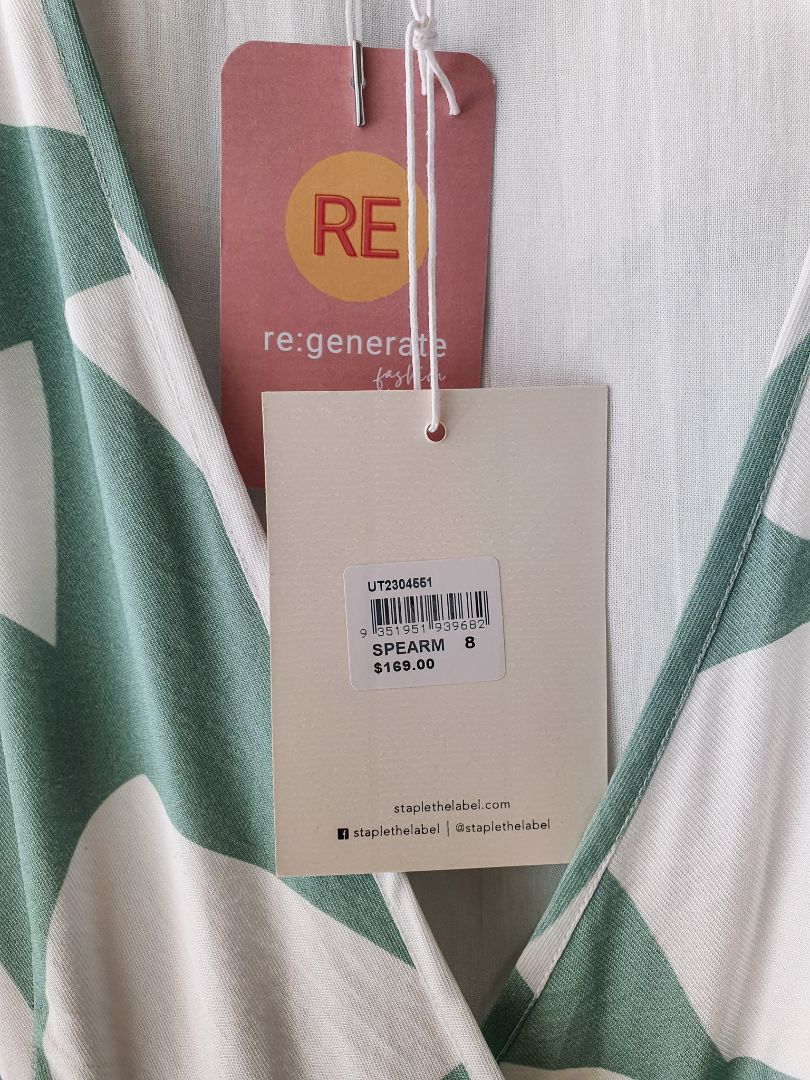 RE
re:generate
fashion
UT2304551
9 351951 939682
SPEARM 8
$169.00
staplethelabel.com
staplethelabel | @staplethelabel